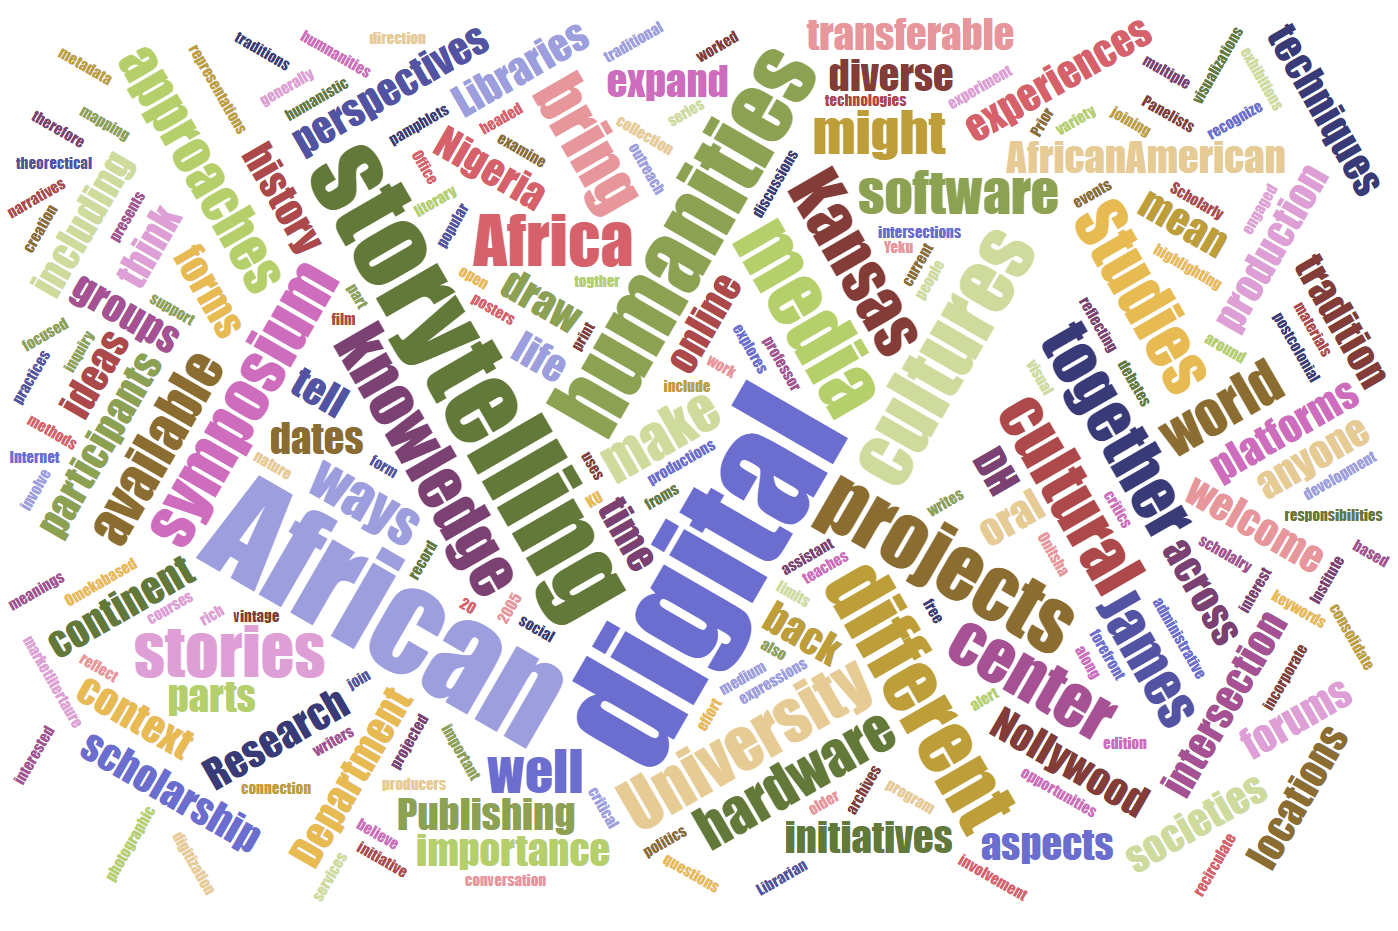 metadata
approaches
representations
traditions
humnanities
direction
perspectives
Libraries
traditional
worked
transferable
experiences
multiple
visualizations
exhibitions
techniques
generally
humanistic
pamphlets
headed
bring
expand
series
humanities
diverse
technologies
experiment
Prior
variety
joining
Panelists
recognize
therefore
mapping
theorectical
including
history
storytelling
Office
Nigeria
examine
collection
outreach
might
AfricanAmerican
narratives
creation
presents
think
literary
popular
Africa
discussions
Kansas
software
events
Scholarly
engaged
production
forms
symposium
open
draw
togther
media
intersections
Yeku
current
people
cultures
Studies
mean
highlighting
tradition
groups
support
part
film
posters
print
online
explores
professor
reflecting
around
postcolonial
materials
focused
inquiry
ideas
practices
knowledge
life
work
include
together
debates
visual
world
platforms
participants
available
tell
make
digital
cultural
anyone
methods
Internet
involve
dates
nature
ways
form
uses
productions
KU
froms
time
projects
writes
DH
oral
critics
welcome
development
responsibilities
African
record
assistant
teaches
Onitsha
across
scholalry
interest
Institute
based
meanings
Omekabased
continent
courses
rich
vintage
20
2005
social
limits
back
also
different
free
center
James
administrative
keywords
consolidate
marketliiertaure
reflect
stories
parts
context
join
medium
expressions
along
forefront
intersection
incorporate
interested
scholarship
Research
writers
connection
Department
projected
important
well
effort
University
alert
Nollywood
edition
opportunities
forums
locations
photographic
digitization
producers
Publishing
critical
hardware
older
archives
program
services
believe
initiative
importance
conversation
politics
questions
Librarian
initiatives
aspects
involvement
societies
recirculate